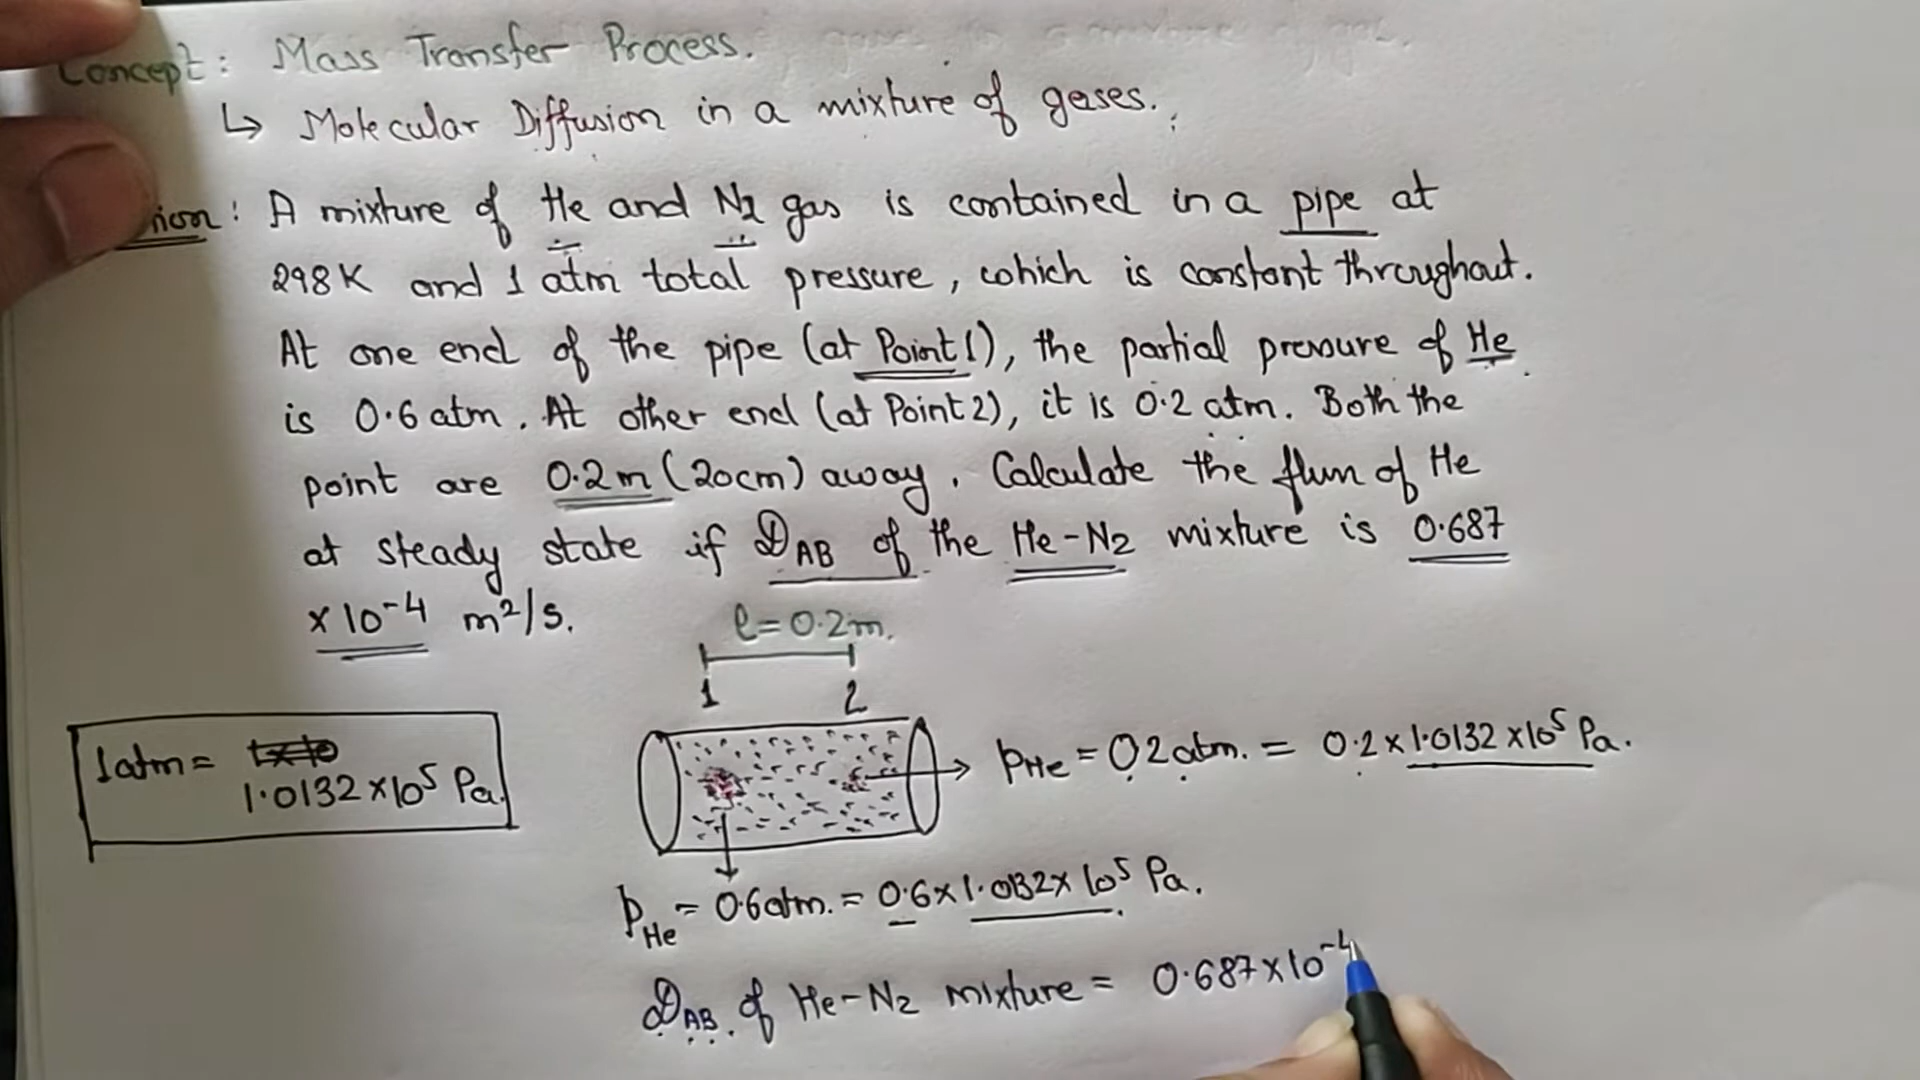 Concept: Mass Transfer Process.
↳ Molecular Diffusion in a mixture of gases.
A mixture of He and N2 gas is contained in a pipe at
298K and 1 atm total pressure, which is constant throughout.
At one end of the pipe (at Point 1), the partial pressure of He
is 0.6 atm. At other end (at Point 2), it is 0.2 atm. Both the
point are 0.2m (20cm) away. Calculate the flux of He
at steady state if DAB of the He-N2 mixture is 0.687
× 10⁻⁴ m²/s.
l=0.2m.
1 2
1atm =
1.0132×10⁵ Pa.
PHe = 0.2 atm. = 0.2 × 1.0132 × 10⁵ Pa.
PHe = 0.6atm. = 0.6 × 1.0132 × 10⁵ Pa.
DAB. of He-N2 mixture = 0.687×10⁻⁴